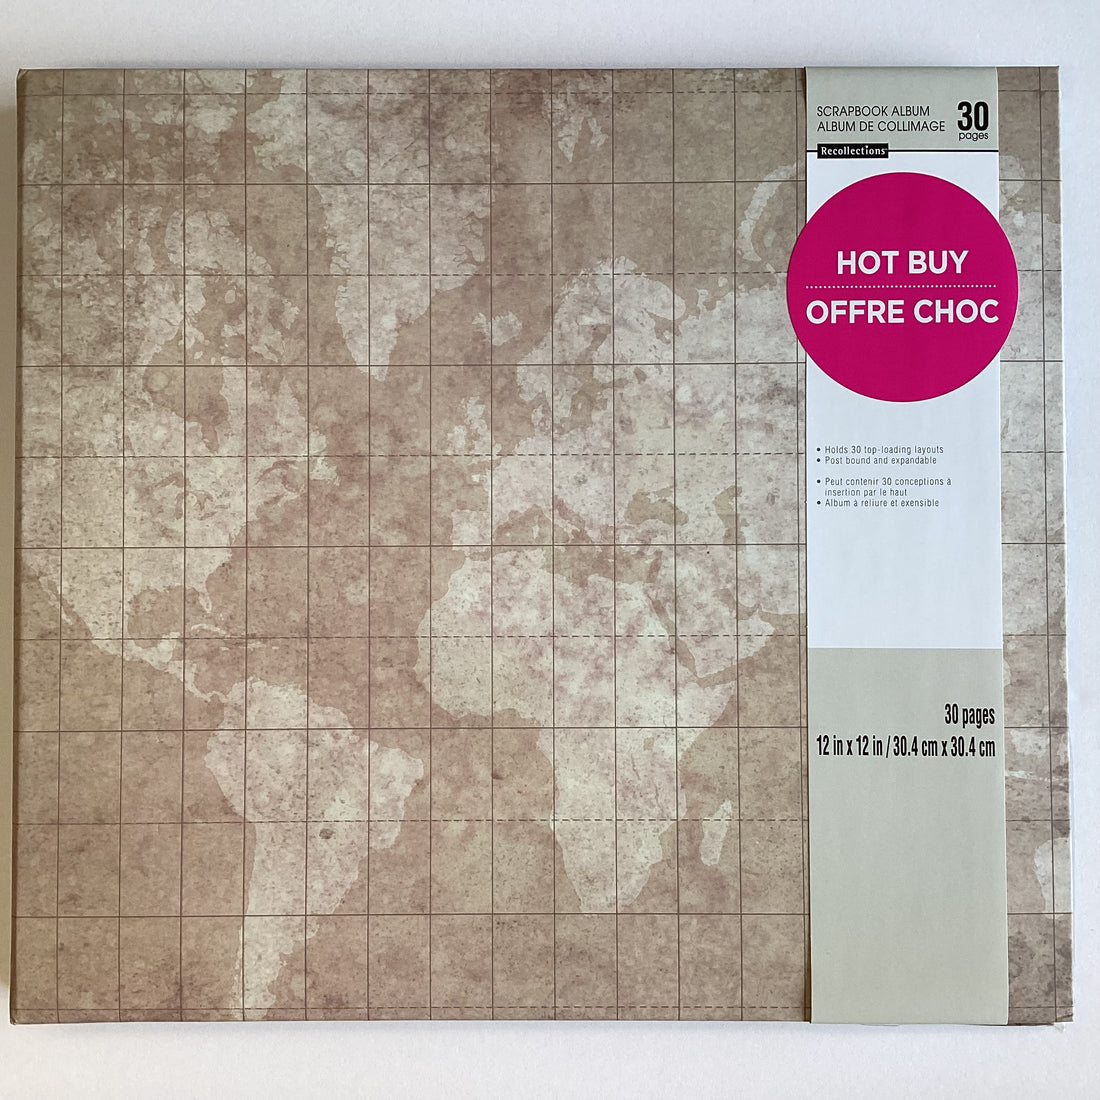 SCRAPBOOK ALBUM
ALBUM DE COLLIMAGE
30
pages
Recollections
HOT BUY
OFFRE CHOC
• Holds 30 top-loading layouts
• Post bound and expandable
• Peut contenir 30 conceptions à
insertion par le haut
• Album à reliure et exensible
30 pages
12 in x 12 in / 30.4 cm x 30.4 cm